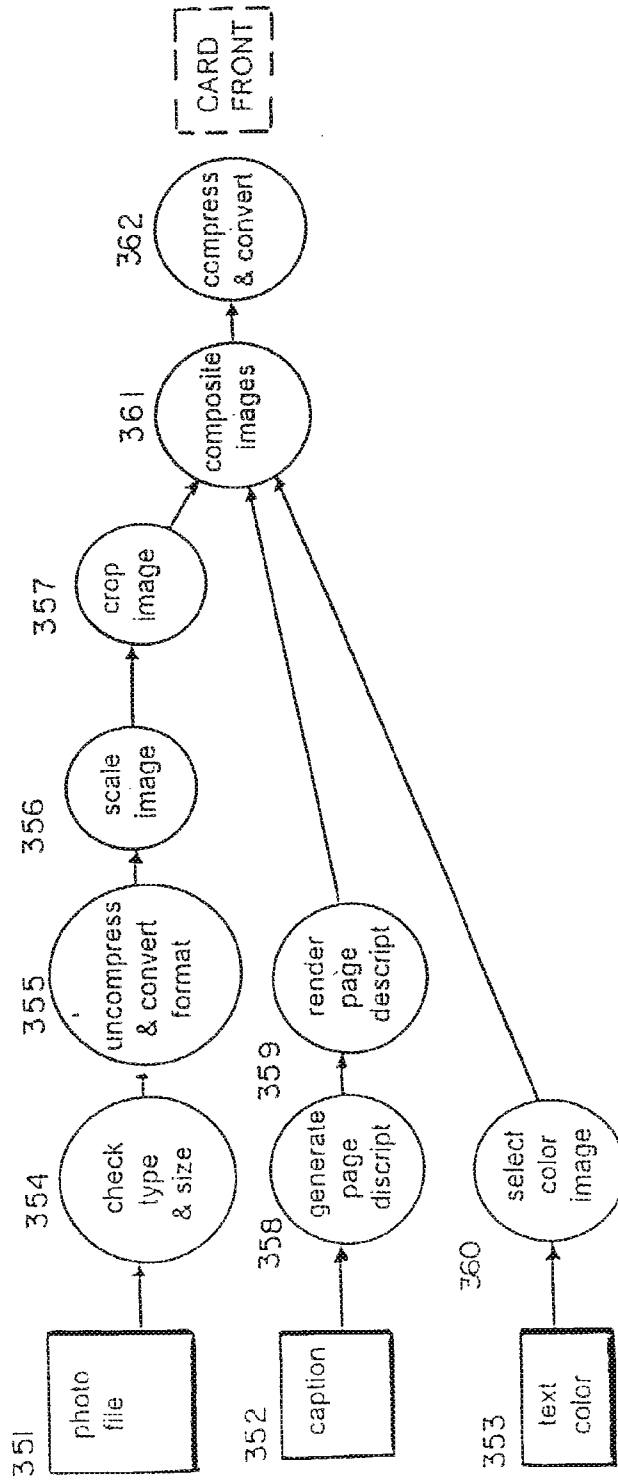 351
photo
file
354
check
type
& size
355
uncompress
& convert
format
356
scale
image
357
crop
image
361
composite
images
362
compress
& convert
CARD
FRONT
352
caption
358
generate
page
discript
359
render
page
descript
353
text
color
360
select
color
image